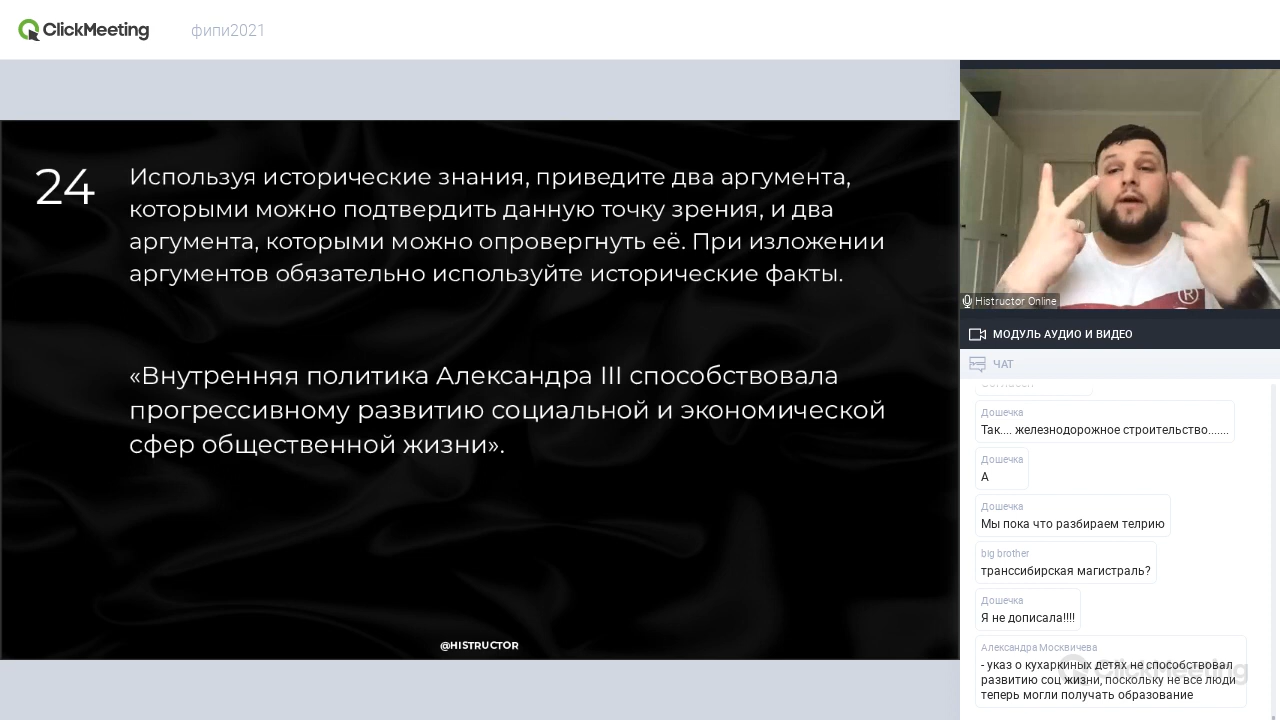 ClickMeeting
фипи2021
24
Используя исторические знания, приведите два аргумента,
которыми можно подтвердить данную точку зрения, и два
аргумента, которыми можно опровергнуть её. При изложении
аргументов обязательно используйте исторические факты.
«Внутренняя политика Александра III способствовала
прогрессивному развитию социальной и экономической
сфер общественной жизни».
@HISTRUCTOR
®
Histructor Online
МОДУЛЬ АУДИО И ВИДЕО
ЧАТ
Дошечка
Так.... железнодорожное строительство.......
Дошечка
А
Дошечка
Мы пока что разбираем телрию
big brother
транссибирская магистраль?
Дошечка
Я не дописала!!!!
Александра Москвичева
- указ о кухаркиных детях не способствовал
развитию соц жизни, поскольку не все люди
теперь могли получать образование
ClickMeeting